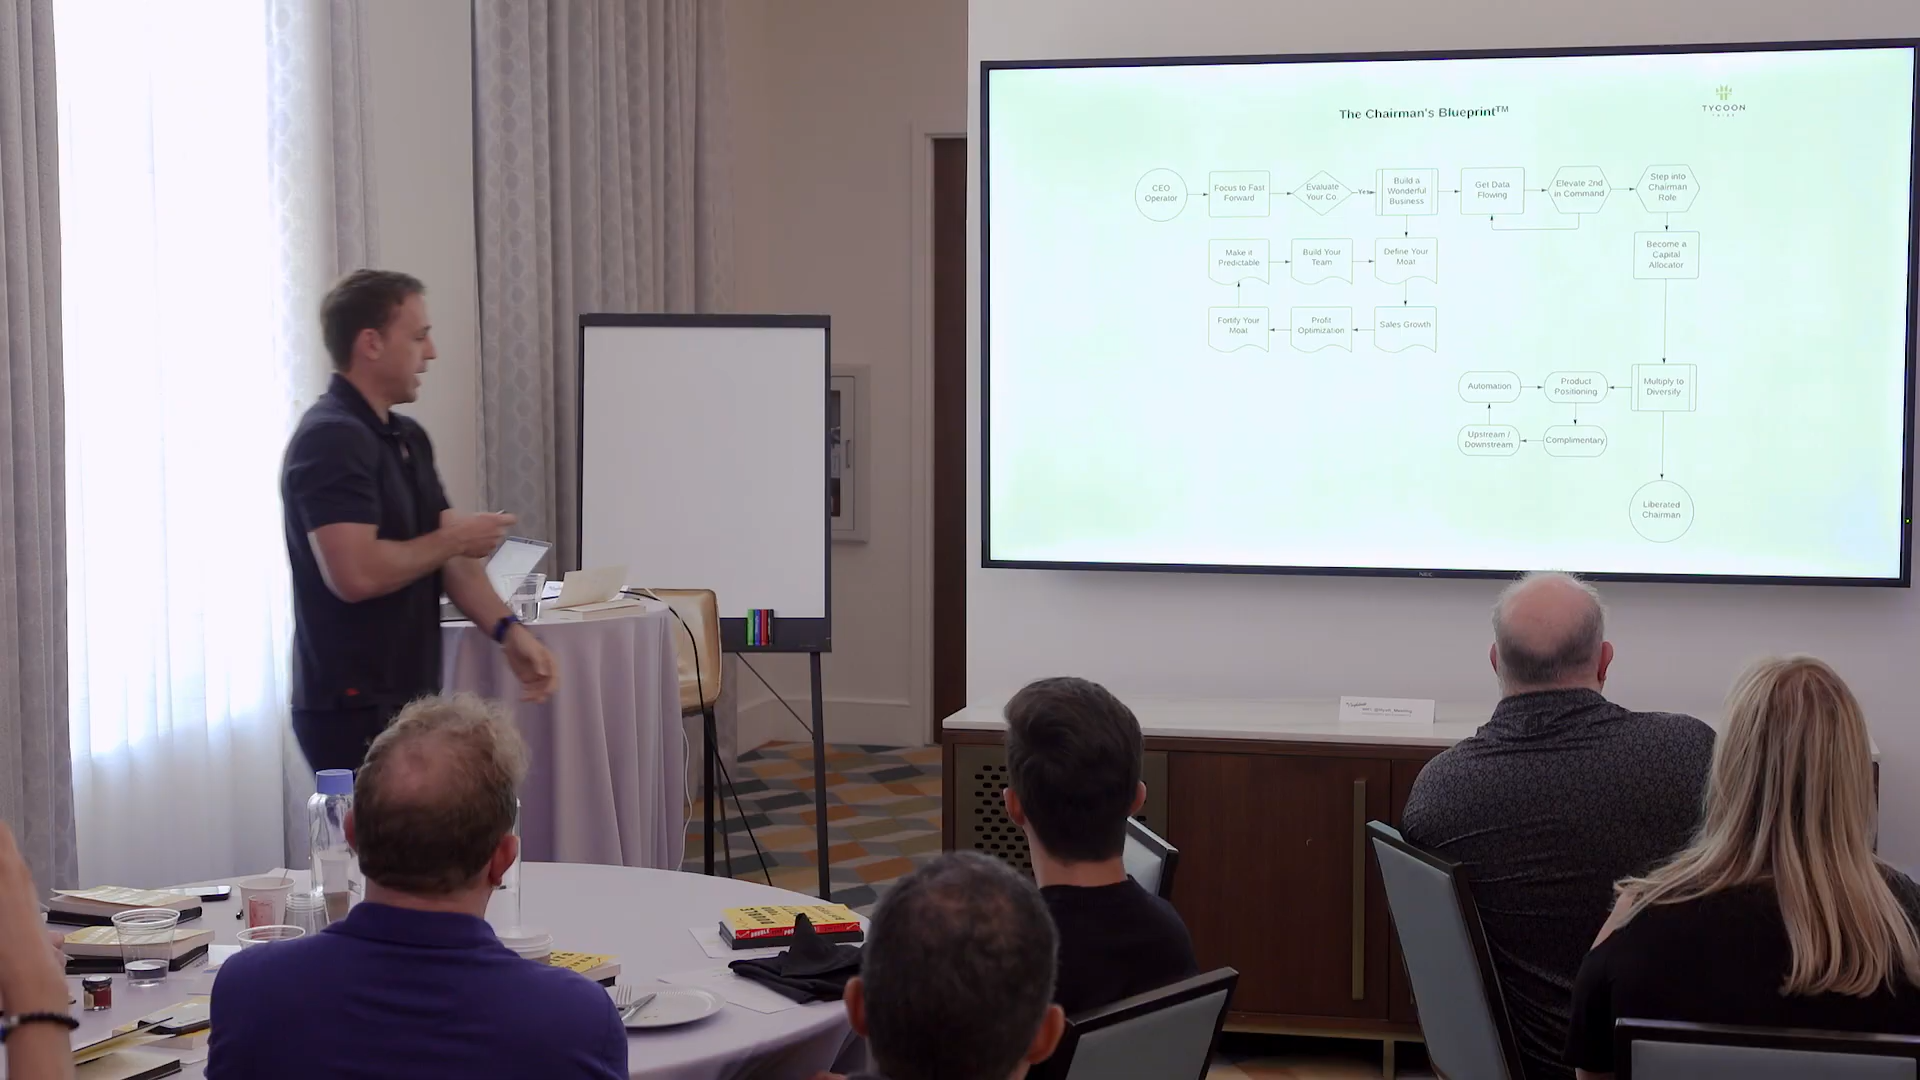 The Chairman's Blueprint™
TYCOON
CEO
Operator
Focus to Fast
Forward
Evaluate
Your Co.
Yes
Build a
Wonderful
Business
Get Data
Flowing
Elevate 2nd
in Command
Step into
Chairman
Role
Make it
Predictable
Build Your
Team
Define Your
Moat
Become a
Capital
Allocator
Fortify Your
Moat
Profit
Optimization
Sales Growth
Automation
Product
Positioning
Multiply to
Diversify
Upstream /
Downstream
Complimentary
Liberated
Chairman
NEC